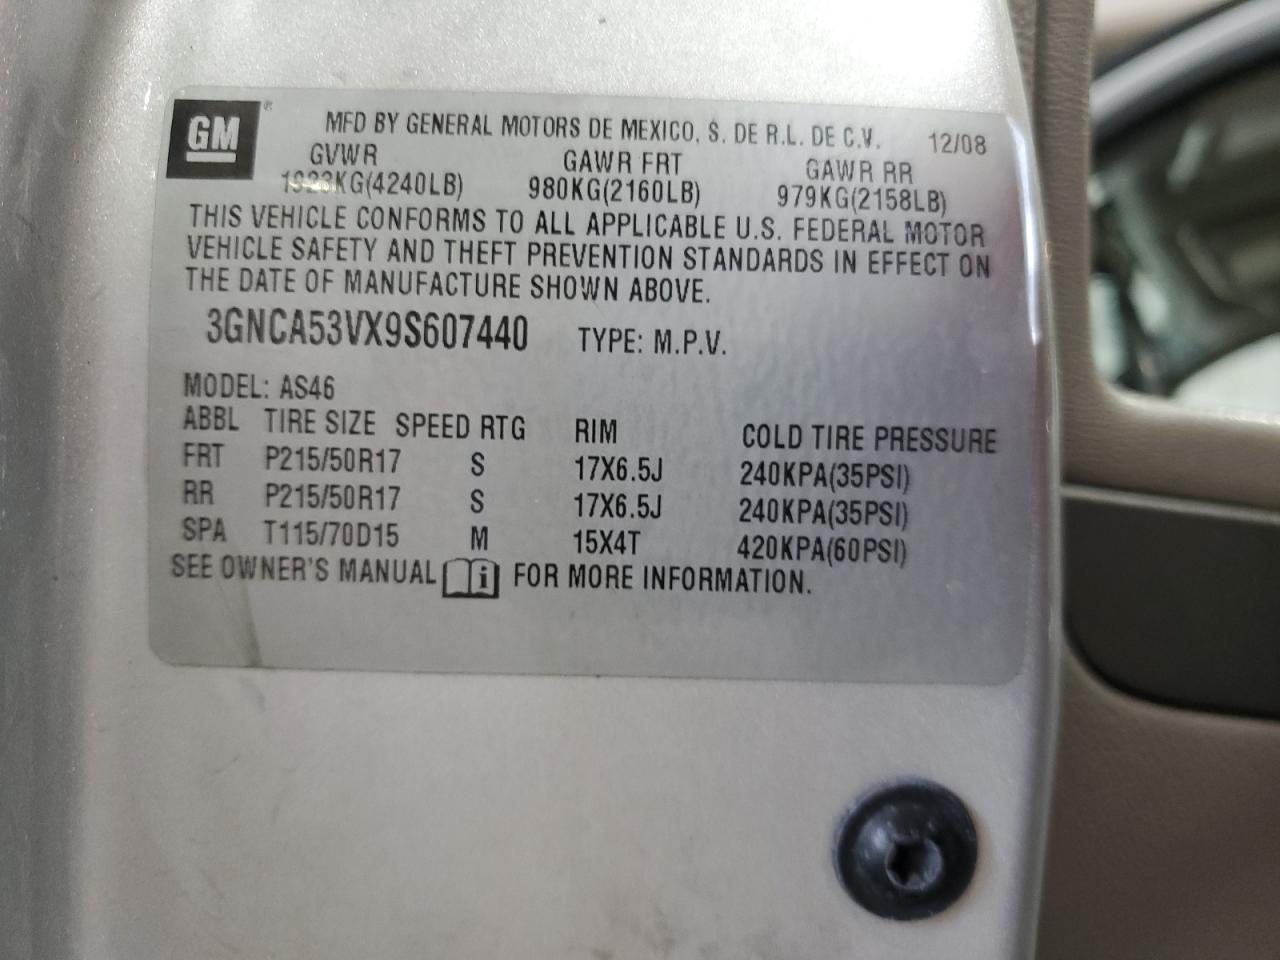 GM ®
MFD BY GENERAL MOTORS DE MEXICO, S. DE R.L. DE C.V. 12/08
GVWR GAWR FRT GAWR RR
1923KG(4240LB) 980KG(2160LB) 979KG(2158LB)
THIS VEHICLE CONFORMS TO ALL APPLICABLE U.S. FEDERAL MOTOR
VEHICLE SAFETY AND THEFT PREVENTION STANDARDS IN EFFECT ON
THE DATE OF MANUFACTURE SHOWN ABOVE.
3GNCA53VX9S607440 TYPE: M.P.V.
MODEL: AS46
ABBL TIRE SIZE SPEED RTG RIM COLD TIRE PRESSURE
FRT P215/50R17 S 17X6.5J 240KPA(35PSI)
RR P215/50R17 S 17X6.5J 240KPA(35PSI)
SPA T115/70D15 M 15X4T 420KPA(60PSI)
SEE OWNER'S MANUAL i FOR MORE INFORMATION.